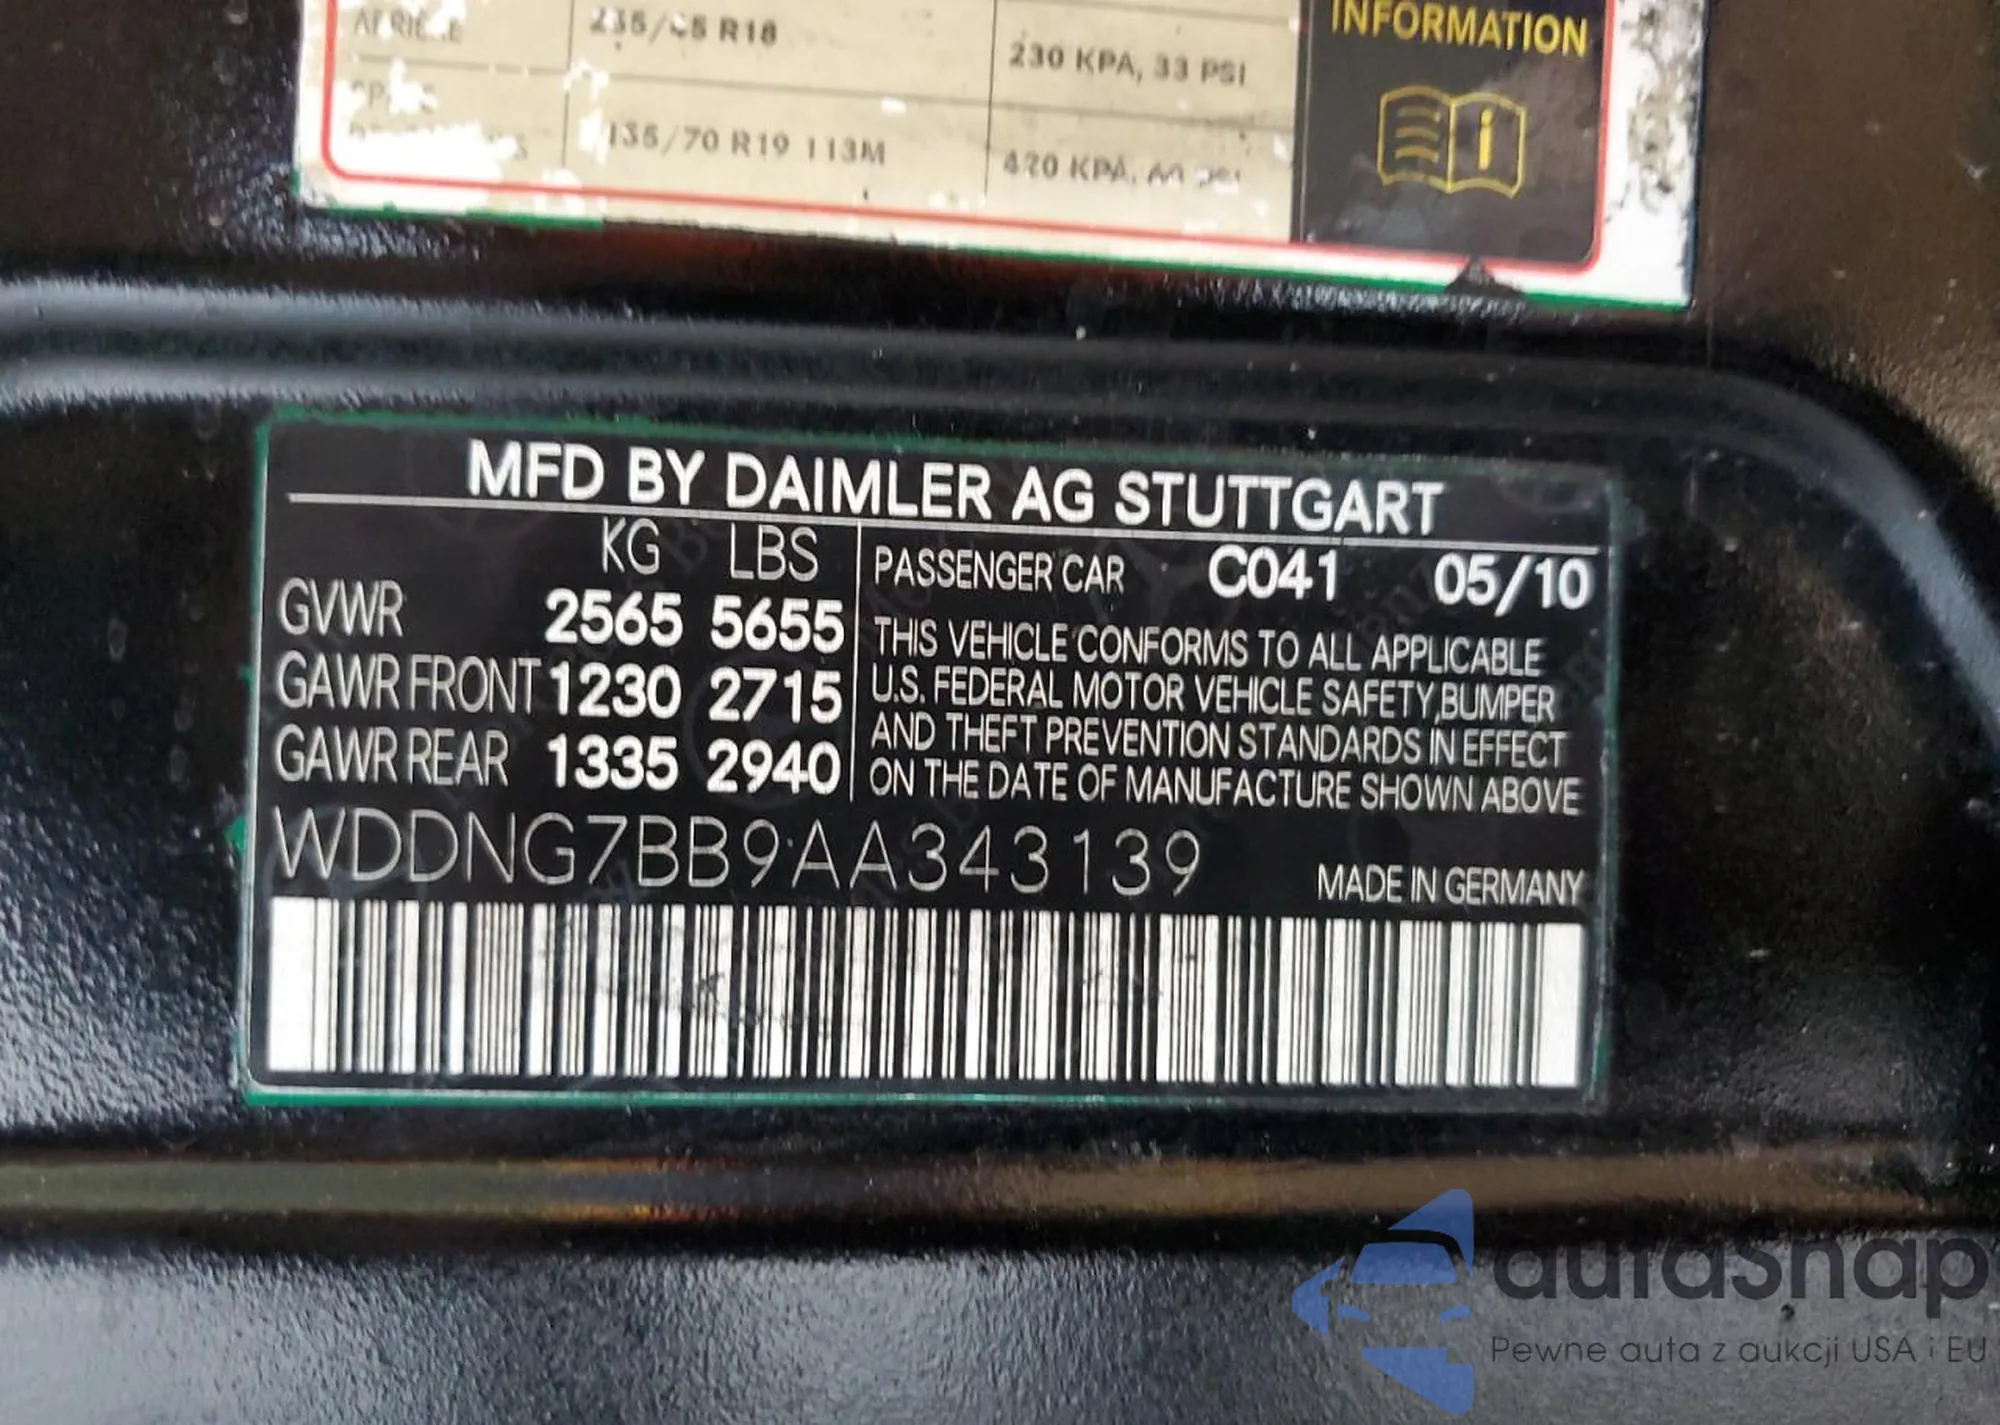 INFORMATION
R18
230 KPA, 33 PSI
135/70 R19 113M
420 KPA,
MFD BY DAIMLER AG STUTTGART
KG LBS
PASSENGER CAR C041 05/10
GVWR 2565 5655
GAWR FRONT 1230 2715
GAWR REAR 1335 2940
THIS VEHICLE CONFORMS TO ALL APPLICABLE
U.S. FEDERAL MOTOR VEHICLE SAFETY,BUMPER
AND THEFT PREVENTION STANDARDS IN EFFECT
ON THE DATE OF MANUFACTURE SHOWN ABOVE
WDDNG7BB9AA343139
MADE IN GERMANY
autaSnap
Pewne auta z aukcji USA i EU